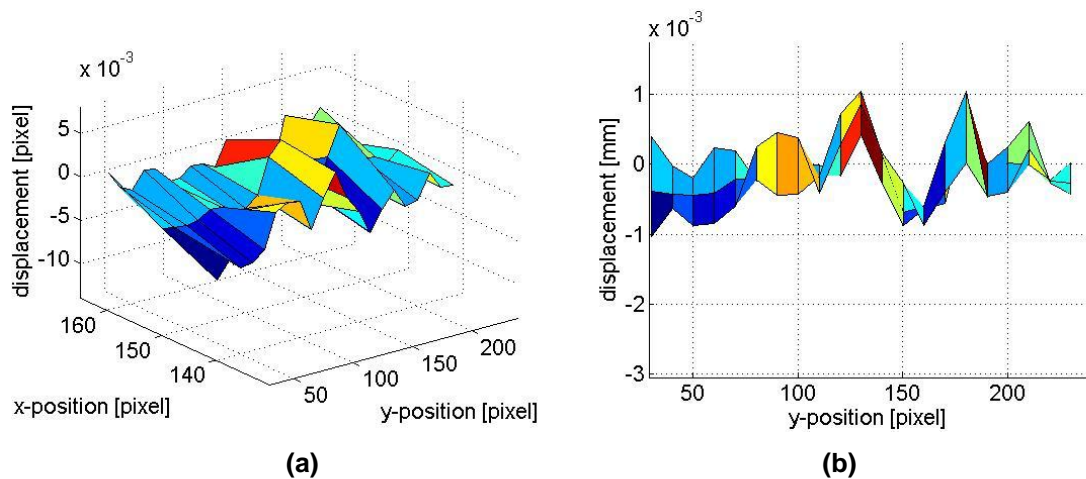 x 10⁻³
displacement [pixel]
5
0
-5
-10
160
150
140
x-position [pixel]
50
100
150
200
y-position [pixel]
(a)
x 10⁻³
displacement [mm]
1
0
-1
-2
-3
50
100
150
200
y-position [pixel]
(b)